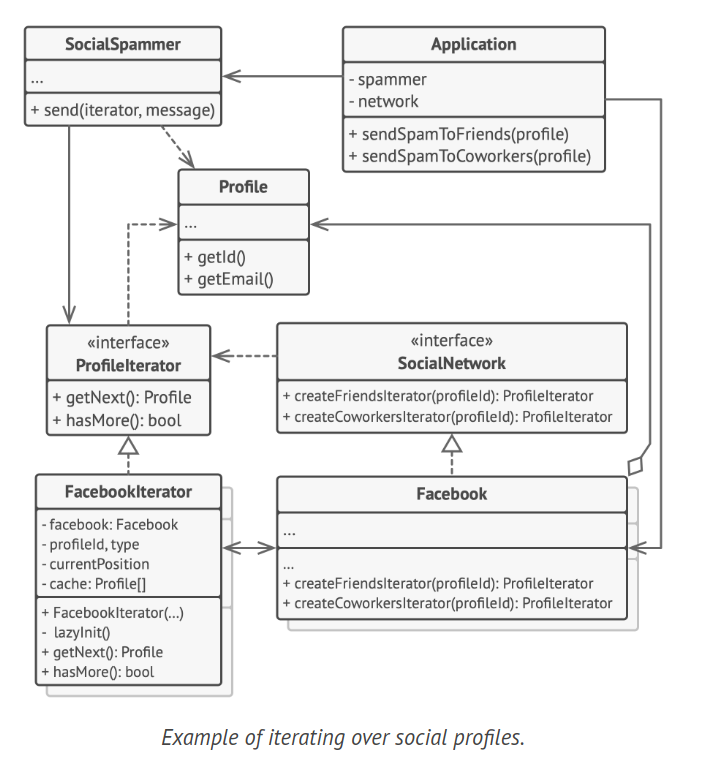 SocialSpammer
...
+ send(iterator, message)
Application
- spammer
- network
+ sendSpamToFriends(profile)
+ sendSpamToCoworkers(profile)
Profile
...
+ getId()
+ getEmail()
«interface»
ProfileIterator
+ getNext(): Profile
+ hasMore(): bool
«interface»
SocialNetwork
+ createFriendsIterator(profileId): ProfileIterator
+ createCoworkersIterator(profileId): ProfileIterator
FacebookIterator
- facebook: Facebook
- profileId, type
- currentPosition
- cache: Profile[]
+ FacebookIterator(...)
- lazyInit()
+ getNext(): Profile
+ hasMore(): bool
Facebook
...
...
+ createFriendsIterator(profileId): ProfileIterator
+ createCoworkersIterator(profileId): ProfileIterator
Example of iterating over social profiles.